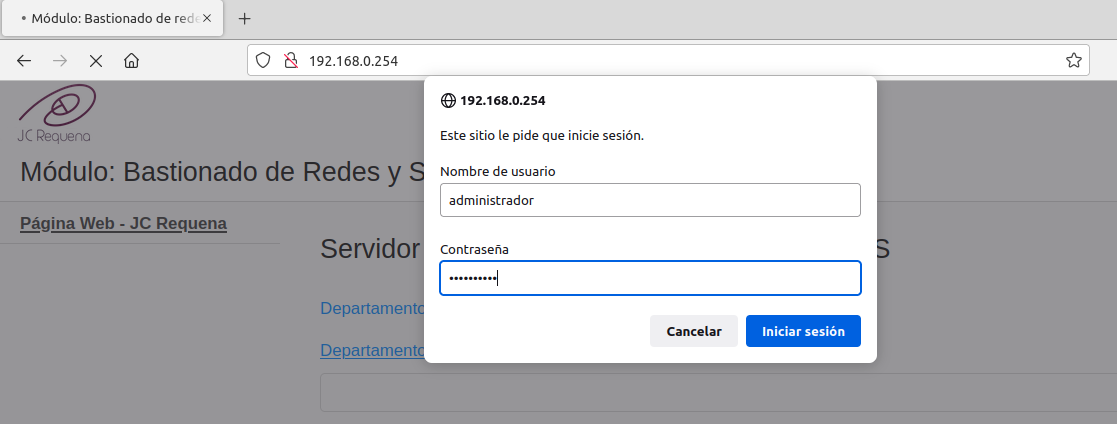 Módulo: Bastionado de rede
192.168.0.254
JC Requena
Módulo: Bastionado de Redes y S
Página Web - JC Requena
Servidor
S
Departamento
Departamento
192.168.0.254
Este sitio le pide que inicie sesión.
Nombre de usuario
administrador
Contraseña
••••••••••
Cancelar
Iniciar sesión